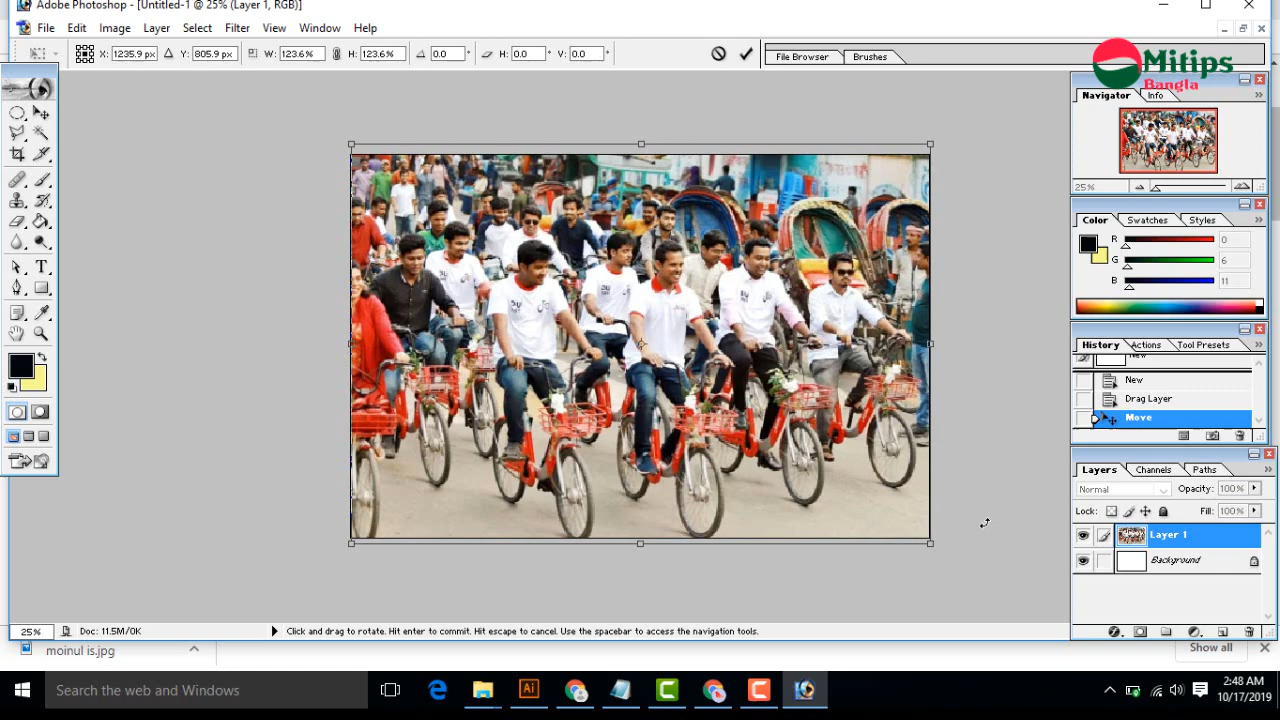 Adobe Photoshop - [Untitled-1 @ 25% (Layer 1, RGB)]
File Edit Image Layer Select Filter View Window Help
X: 1235.9 px Y: 805.9 px W: 123.6% H: 123.6% 0.0 ° H: 0.0 ° V: 0.0 °
File Browser Brushes
Mitips
Bangla
Navigator Info
25%
Color Swatches Styles
R 0
G 6
B 11
History Actions Tool Presets
New
New
Drag Layer
Move
Layers Channels Paths
Normal Opacity: 100%
Lock: Fill: 100%
Layer 1
Background
25% Doc: 11.5M/0K Click and drag to rotate. Hit enter to commit. Hit escape to cancel. Use the spacebar to access the navigation tools.
moinul is.jpg Show all
Search the web and Windows
Ai
2:48 AM
10/17/2019